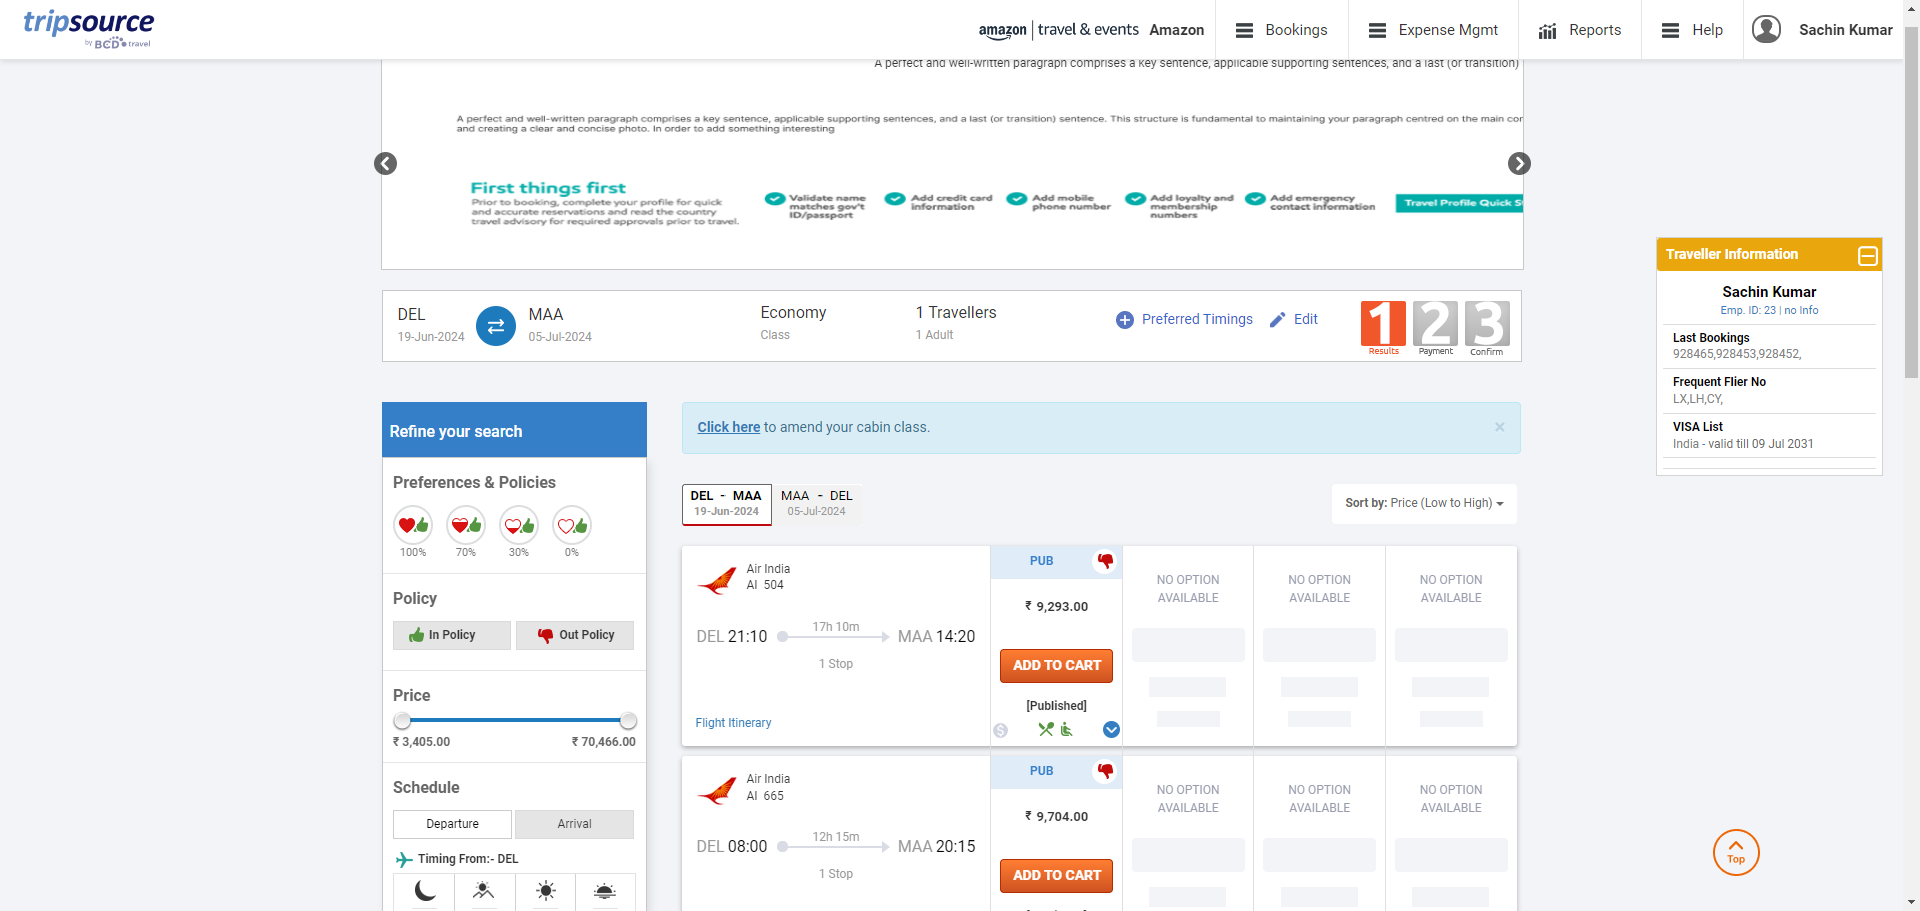 tripsource
by BCD travel
amazon | travel & events Amazon
Bookings
Expense Mgmt
Reports
Help
Sachin Kumar
A perfect and well-written paragraph comprises a key sentence, applicable supporting sentences, and a last (or transition)
A perfect and well-written paragraph comprises a key sentence, applicable supporting sentences, and a last (or transition) sentence. This structure is fundamental to maintaining your paragraph centred on the main
and creating a clear and concise photo. In order to add something interesting
First things first
Prior to booking, complete your profile for quick
and accurate reservations and read the country
travel advisory for required approvals prior to travel.
Validate name
matches gov't
ID/passport
Add credit card
information
Add mobile
phone number
Add loyalty and
membership
numbers
Add emergency
contact information
Travel Profile Quick
DEL
19-Jun-2024
MAA
05-Jul-2024
Economy
Class
1 Travellers
1 Adult
Preferred Timings
Edit
1
Results
2
Payment
3
Confirm
Traveller Information
Sachin Kumar
Emp. ID: 23 | no Info
Last Bookings
928465,928453,928452,
Frequent Flier No
LX,LH,CY,
VISA List
India - valid till 09 Jul 2031
Refine your search
Preferences & Policies
100% 70% 30% 0%
Policy
In Policy
Out Policy
Price
₹ 3,405.00 ₹ 70,466.00
Schedule
Departure
Arrival
Timing From:- DEL
Click here to amend your cabin class.
×
DEL - MAA
19-Jun-2024
MAA - DEL
05-Jul-2024
Sort by: Price (Low to High)
Air India
AI 504
DEL 21:10
17h 10m
1 Stop
MAA 14:20
Flight Itinerary
PUB
₹ 9,293.00
ADD TO CART
[Published]
NO OPTION
AVAILABLE
NO OPTION
AVAILABLE
NO OPTION
AVAILABLE
Air India
AI 665
DEL 08:00
12h 15m
1 Stop
MAA 20:15
PUB
₹ 9,704.00
ADD TO CART
NO OPTION
AVAILABLE
NO OPTION
AVAILABLE
NO OPTION
AVAILABLE
Top